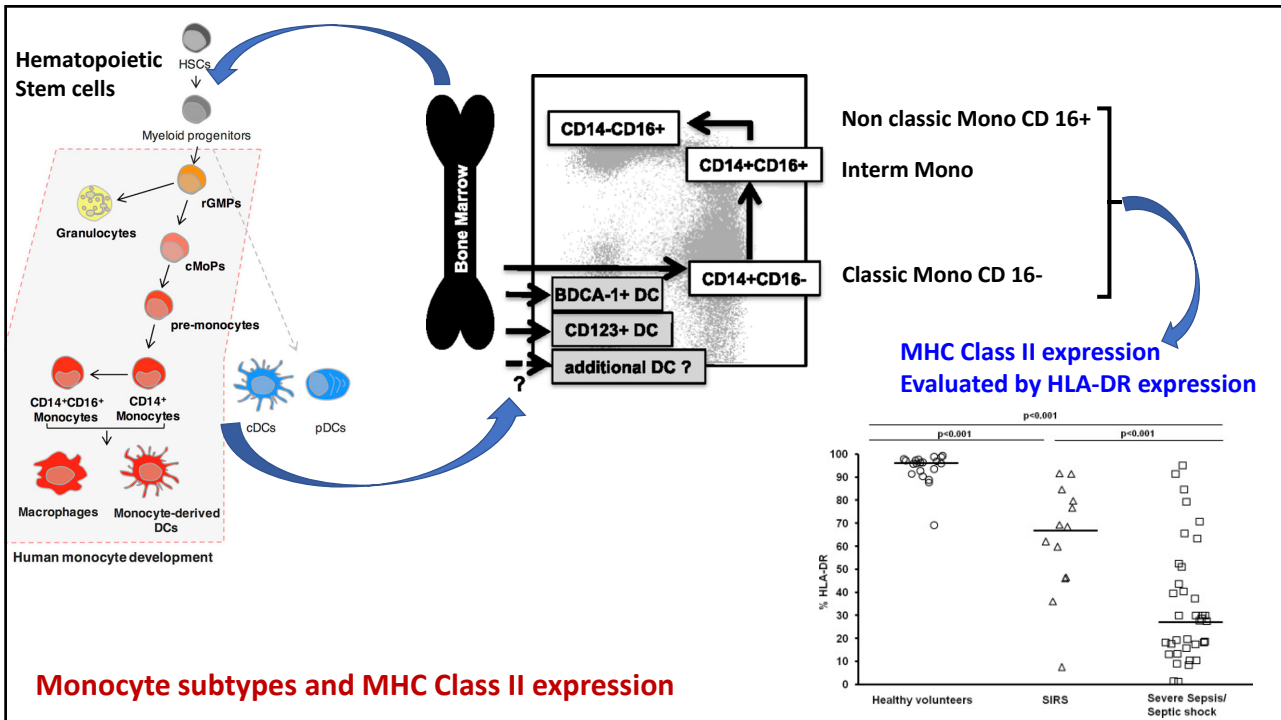 Hematopoietic
Stem cells
HSCs
Myeloid progenitors
rGMPs
Granulocytes
cMoPs
pre-monocytes
CD14+CD16+
Monocytes
CD14+
Monocytes
cDCs
pDCs
Macrophages
Monocyte-derived
DCs
Human monocyte development
Bone Marrow
CD14-CD16+
CD14+CD16+
CD14+CD16-
BDCA-1+ DC
CD123+ DC
additional DC ?
?
Non classic Mono CD 16+
Interm Mono
Classic Mono CD 16-
MHC Class II expression
Evaluated by HLA-DR expression
p<0.001
p<0.001
p<0.001
% HLA-DR
100
90
80
70
60
50
40
30
20
10
0
Healthy volunteers
SIRS
Severe Sepsis/
Septic shock
Monocyte subtypes and MHC Class II expression